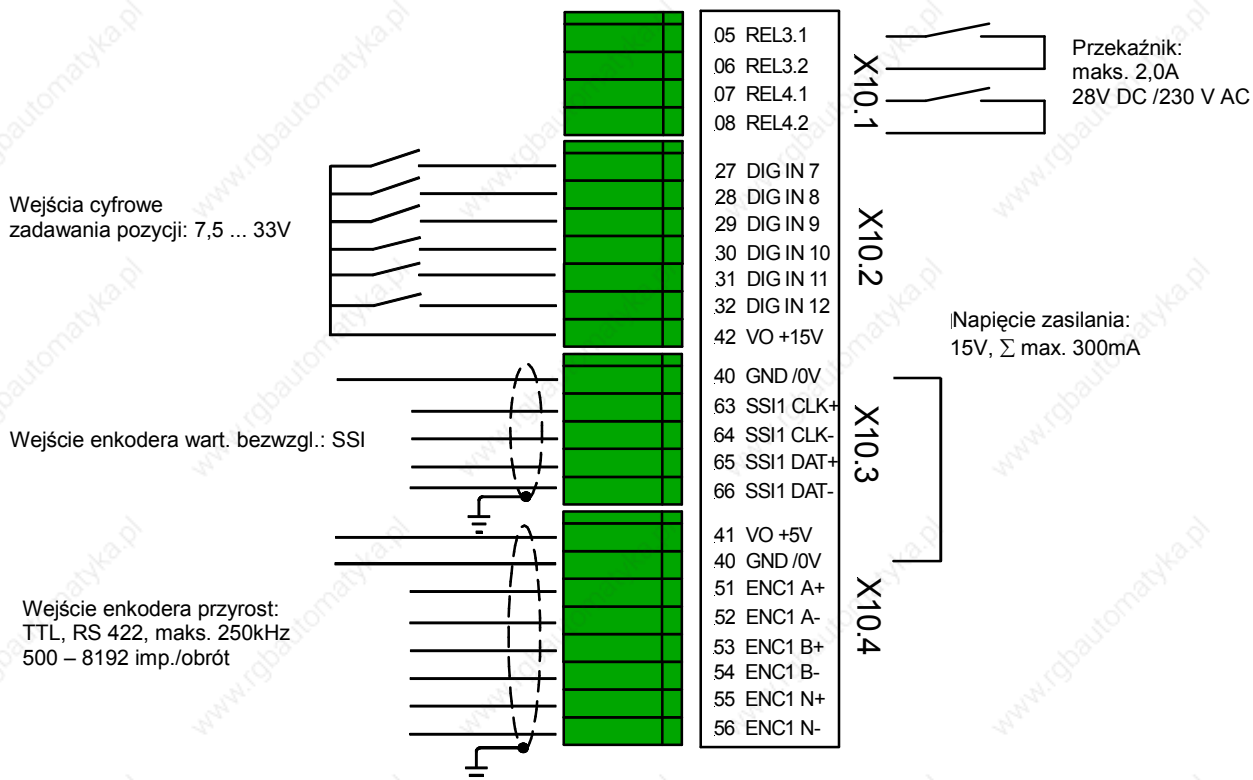 05 REL3.1
06 REL3.2
07 REL4.1
08 REL4.2
X10.1
Przekaźnik:
maks. 2,0A
28V DC /230 V AC
Wejścia cyfrowe
zadawania pozycji: 7,5 ... 33V
27 DIG IN 7
28 DIG IN 8
29 DIG IN 9
30 DIG IN 10
31 DIG IN 11
32 DIG IN 12
42 VO +15V
X10.2
Napięcie zasilania:
15V, ∑ max. 300mA
Wejście enkodera wart. bezwzgl.: SSI
40 GND /0V
63 SSI1 CLK+
64 SSI1 CLK-
65 SSI1 DAT+
66 SSI1 DAT-
X10.3
Wejście enkodera przyrost:
TTL, RS 422, maks. 250kHz
500 – 8192 imp./obrót
41 VO +5V
40 GND /0V
51 ENC1 A+
52 ENC1 A-
53 ENC1 B+
54 ENC1 B-
55 ENC1 N+
56 ENC1 N-
X10.4
www.rgbautomatyka.pl